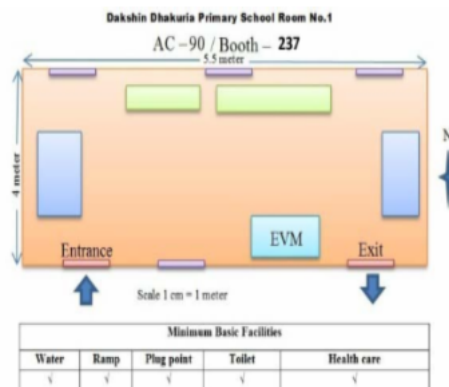 Dakshin Dhakuria Primary School Room No.1
AC – 90 / Booth – 237
5.5 meter
4 meter
N
EVM
Entrance
Exit
Scale 1 cm = 1 meter
Minimum Basic Facilities
Water Ramp Plug point Toilet Health care
√ √ √ √ √